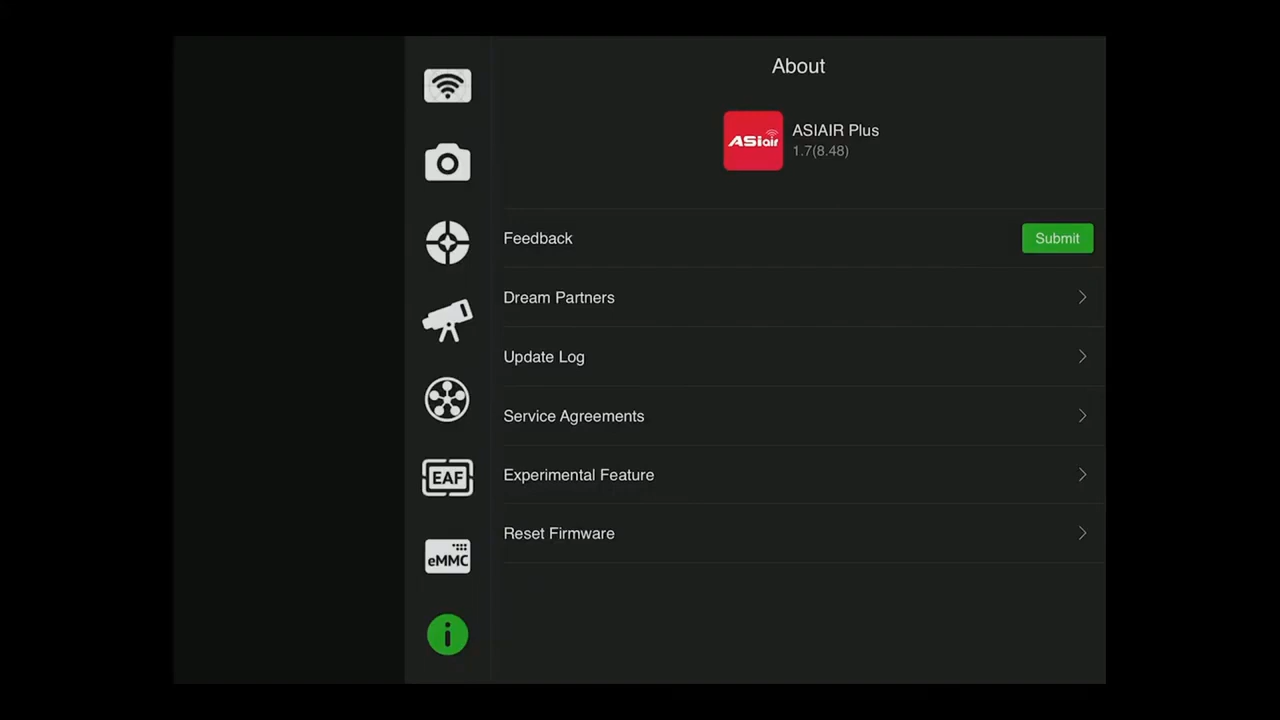 About
ASiair
ASIAIR Plus
1.7(8.48)
Feedback
Submit
Dream Partners
Update Log
Service Agreements
Experimental Feature
EAF
Reset Firmware
eMMC
i